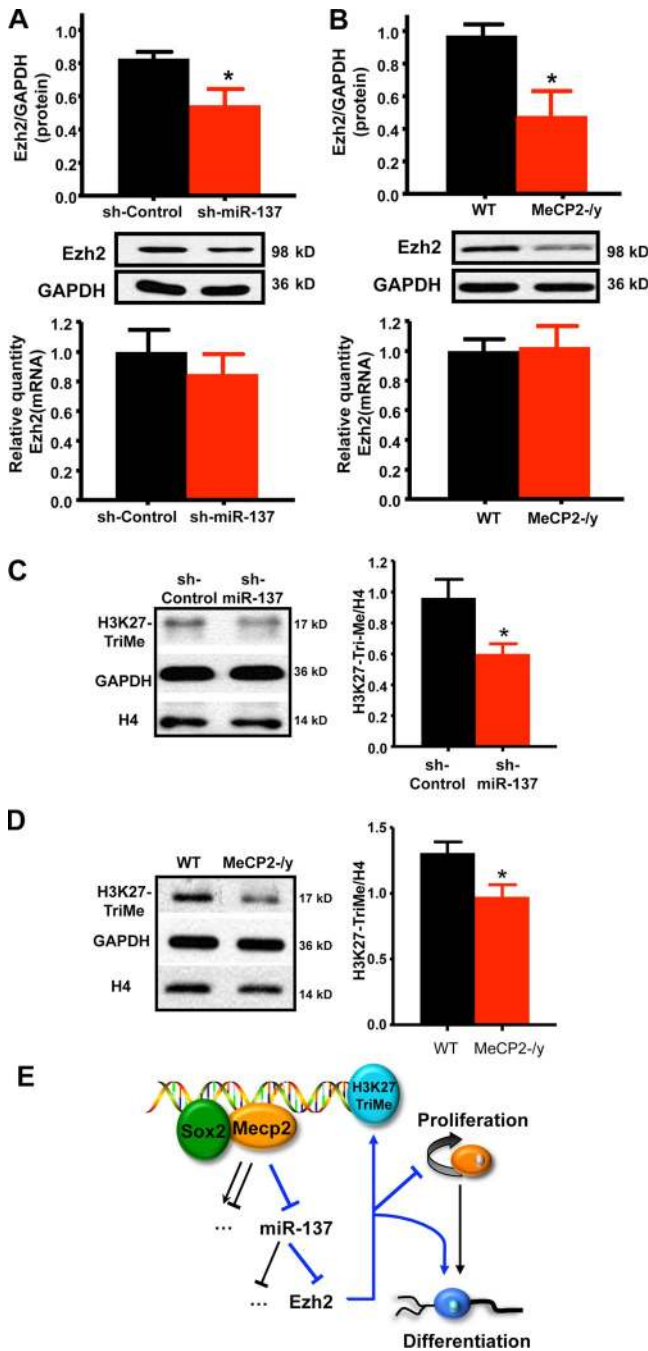 A
Ezh2/GAPDH
(protein)
1.0
0.8
0.6
0.4
0.2
0.0
*
sh-Control sh-miR-137
Ezh2
98 kD
GAPDH
36 kD
Relative quantity
Ezh2(mRNA)
1.2
1.0
0.8
0.6
0.4
0.2
0.0
sh-Control sh-miR-137
B
Ezh2/GAPDH
(protein)
1.0
0.8
0.6
0.4
0.2
0.0
*
WT MeCP2-/y
Ezh2
98 kD
GAPDH
36 kD
Relative quantity
Ezh2(mRNA)
1.2
1.0
0.8
0.6
0.4
0.2
0.0
WT MeCP2-/y
C
sh-
Control
sh-
miR-137
H3K27-
TriMe
17 kD
GAPDH
36 kD
H4
14 kD
H3K27-Tri-Me/H4
1.2
1.0
0.8
0.6
0.4
0.2
0.0
*
sh-
Control
sh-
miR-137
D
WT MeCP2-/y
H3K27-
TriMe
17 kD
GAPDH
36 kD
H4
14 kD
H3K27-TriMe/H4
1.5
1.0
0.5
0.0
*
WT MeCP2-/y
E
H3K27
TriMe
Sox2
Mecp2
Proliferation
...
miR-137
...
Ezh2
Differentiation